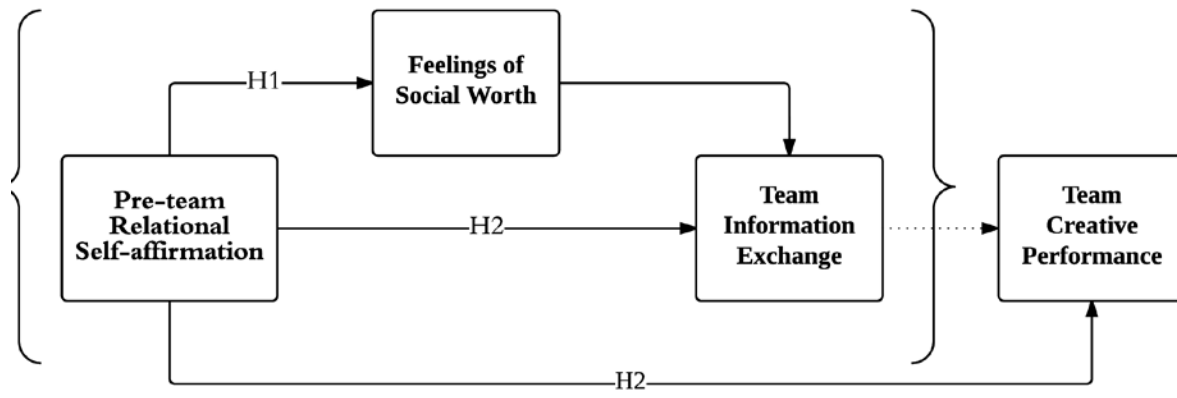 Feelings of
Social Worth
H1
Pre-team
Relational
Self-affirmation
H2
Team
Information
Exchange
Team
Creative
Performance
H2